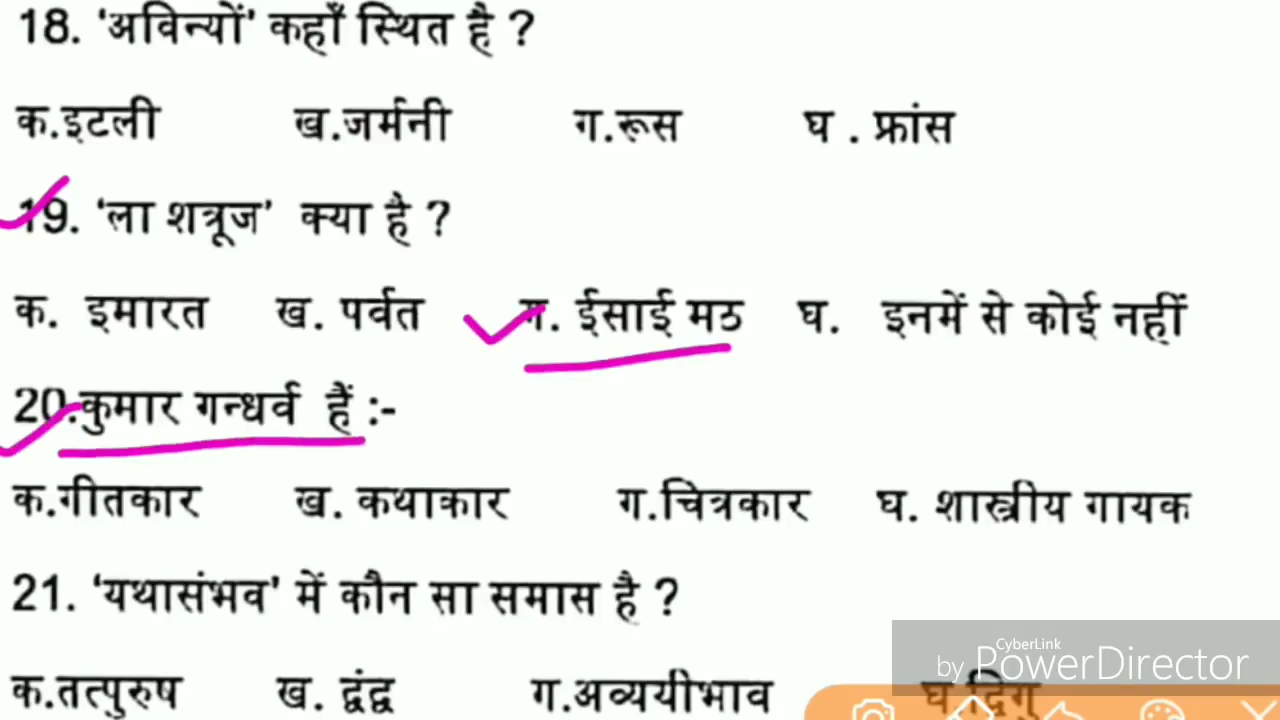 18. ‘अविन्यों’ कहाँ स्थित है ?
क.इटली ख.जर्मनी ग.रूस घ . फ्रांस
19. ‘ला शत्रूज’ क्या है ?
क. इमारत ख. पर्वत ग. ईसाई मठ घ. इनमें से कोई नहीं
20.कुमार गन्धर्व हैं :-
क.गीतकार ख. कथाकार ग.चित्रकार घ. शास्त्रीय गायक
21. ‘यथासंभव’ में कौन सा समास है ?
क.तत्पुरुष ख. द्वंद्व ग.अव्ययीभाव घ.द्विगु
CyberLink
by PowerDirector